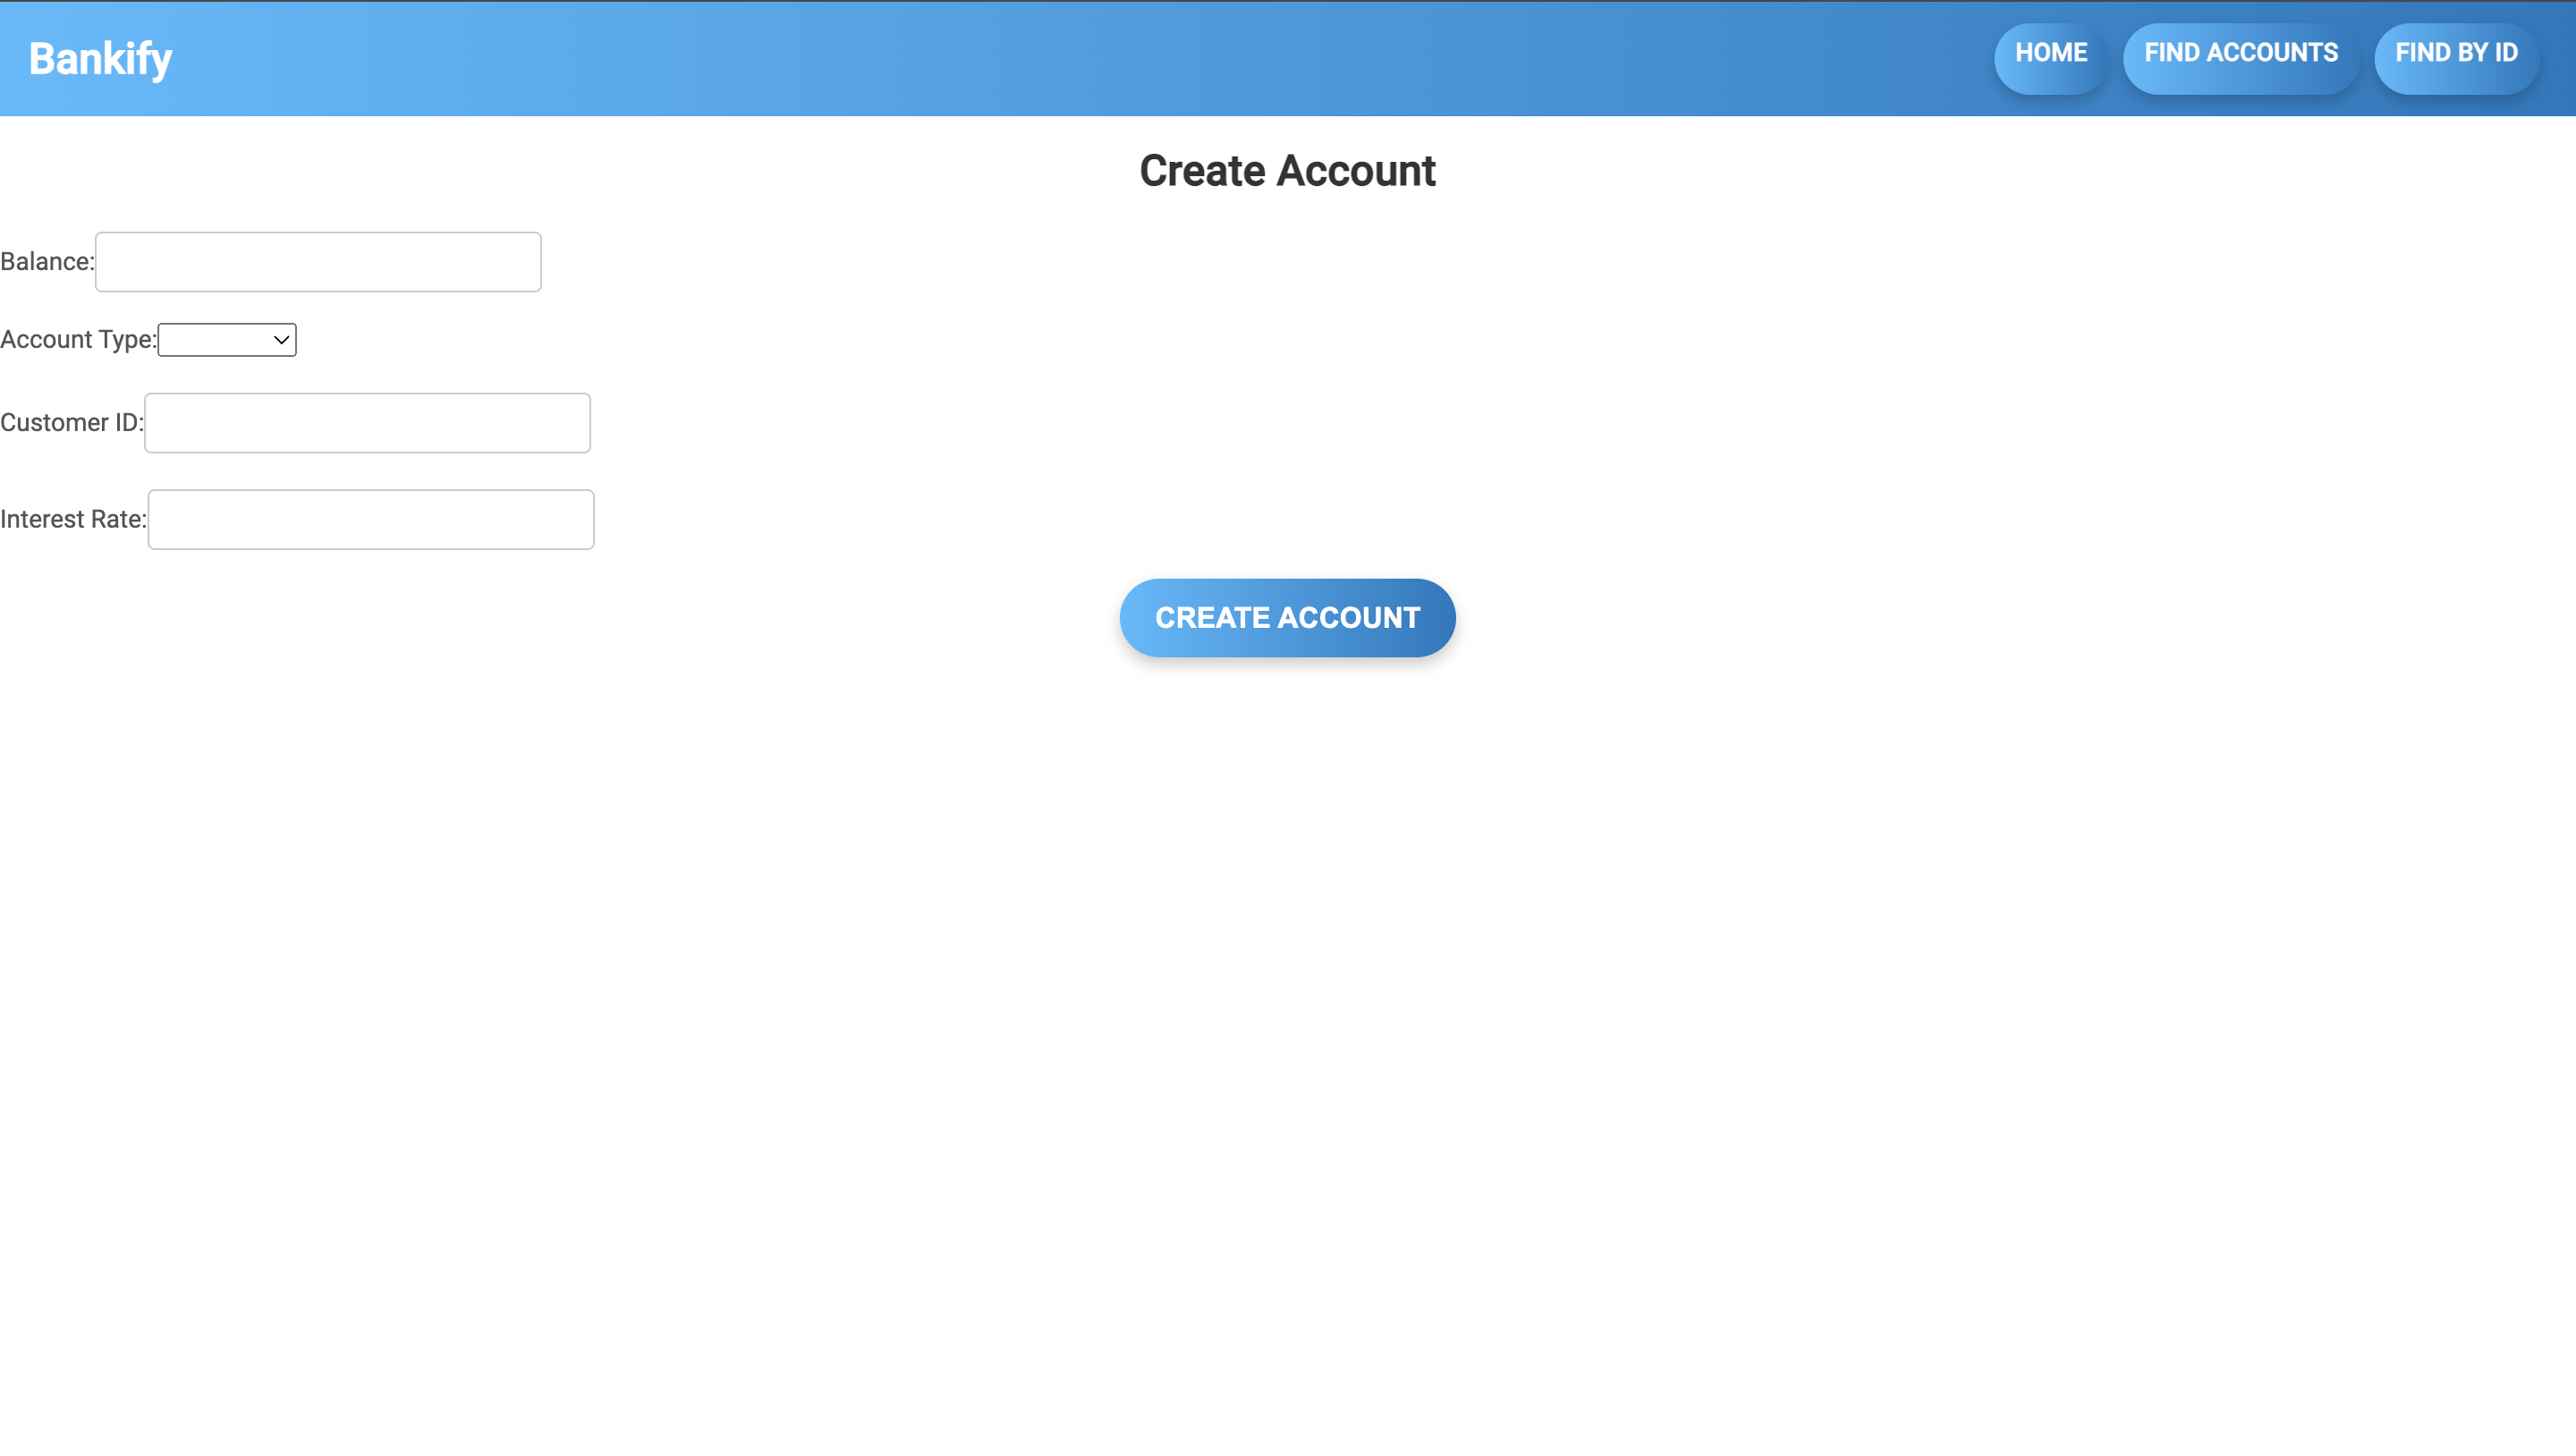 Bankify
HOME
FIND ACCOUNTS
FIND BY ID
Create Account
Balance:
Account Type:
Customer ID:
Interest Rate:
CREATE ACCOUNT